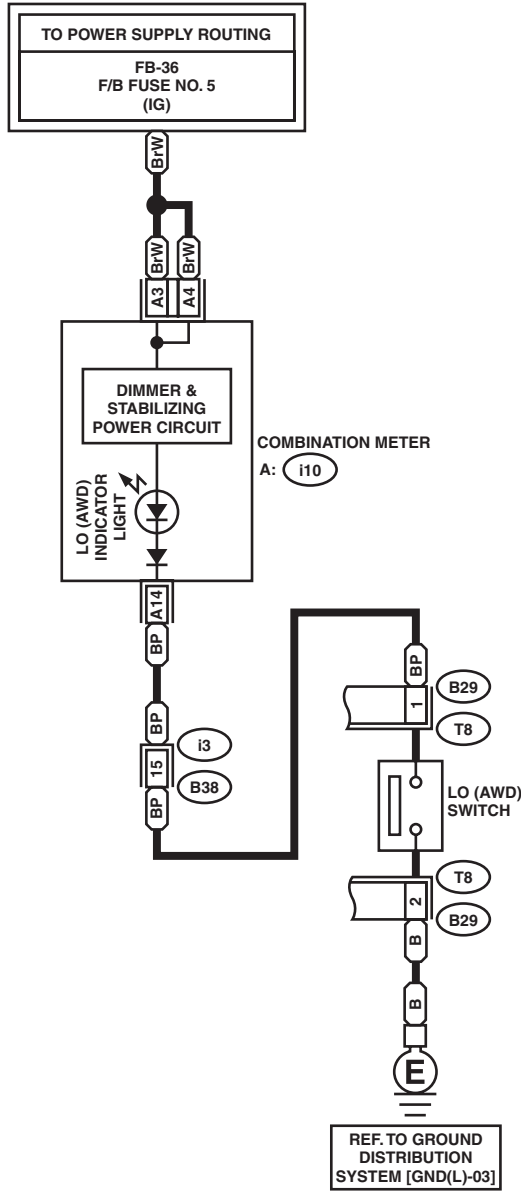 TO POWER SUPPLY ROUTING
FB-36
F/B FUSE NO. 5
(IG)
BrW
BrW
BrW
A3
A4
DIMMER &
STABILIZING
POWER CIRCUIT
COMBINATION METER
A: i10
LO (AWD)
INDICATOR
LIGHT
A14
BP
BP
i3
15
B38
BP
BP
B29
1
T8
LO (AWD)
SWITCH
T8
2
B29
B
B
E
REF. TO GROUND
DISTRIBUTION
SYSTEM [GND(L)-03]